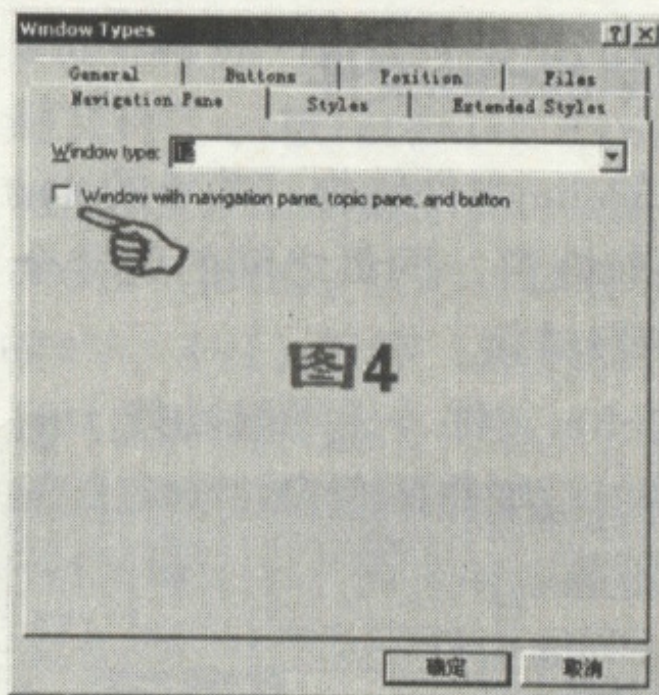 Window Types
General Buttons Position Files
Navigation Pane Styles Extended Styles
Window type:
Window with navigation pane, topic pane, and button
图4
确定 取消